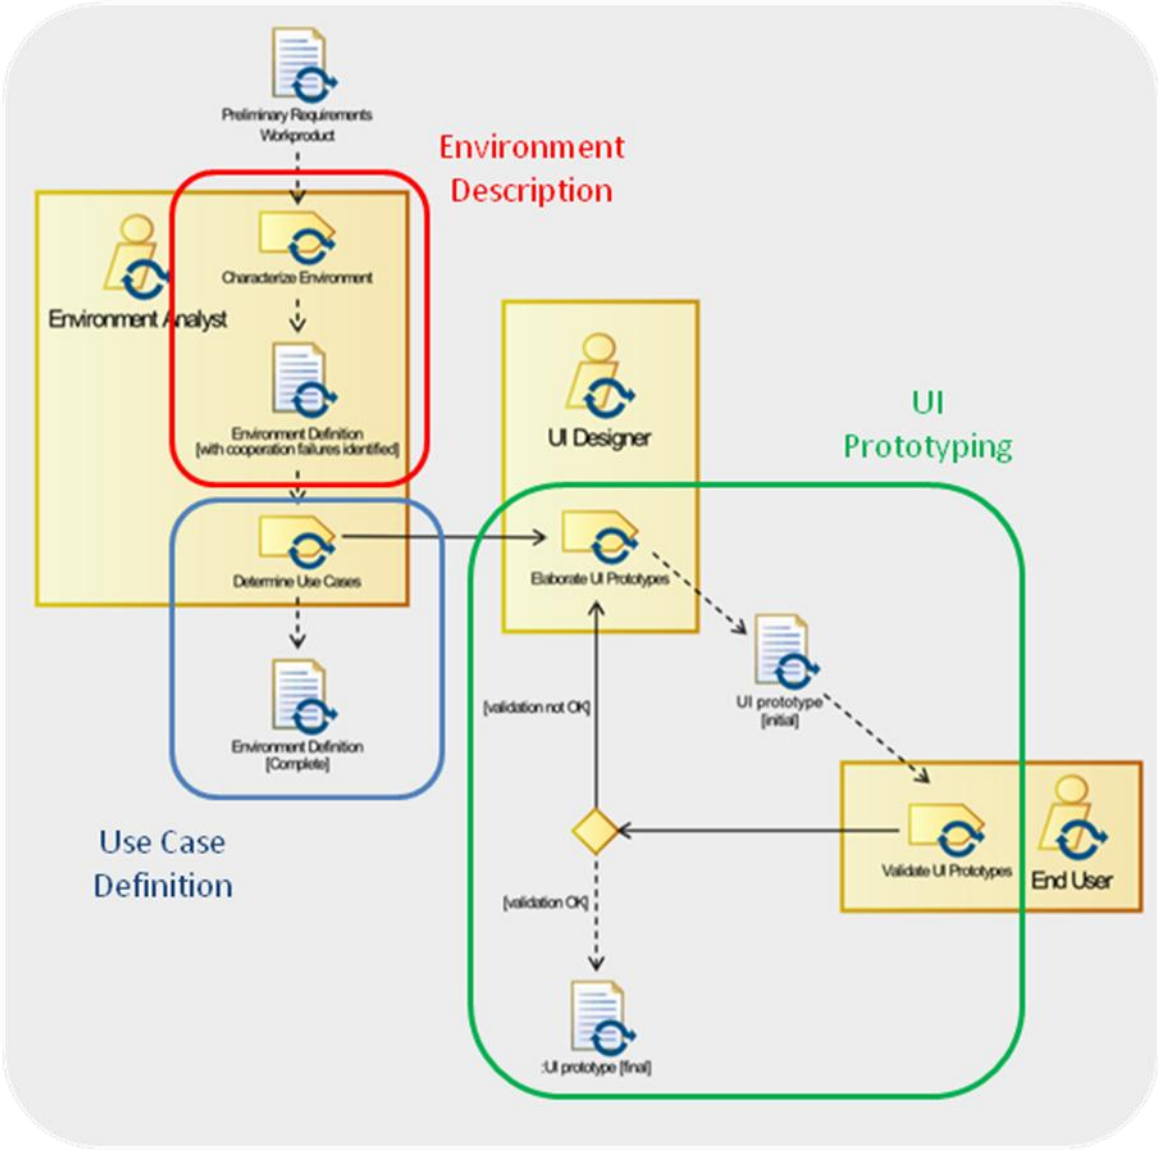 Preliminary Requirements
Workproduct
Environment
Description
Characterize Environment
Environment Analyst
Environment Definition
[with cooperation failures identified]
UI Designer
UI
Prototyping
Determine Use Cases
Elaborate UI Prototypes
UI prototype
[initial]
[validation not OK]
Environment Definition
[Complete]
Use Case
Definition
Validate UI Prototypes
End User
[validation OK]
:UI prototype [final]